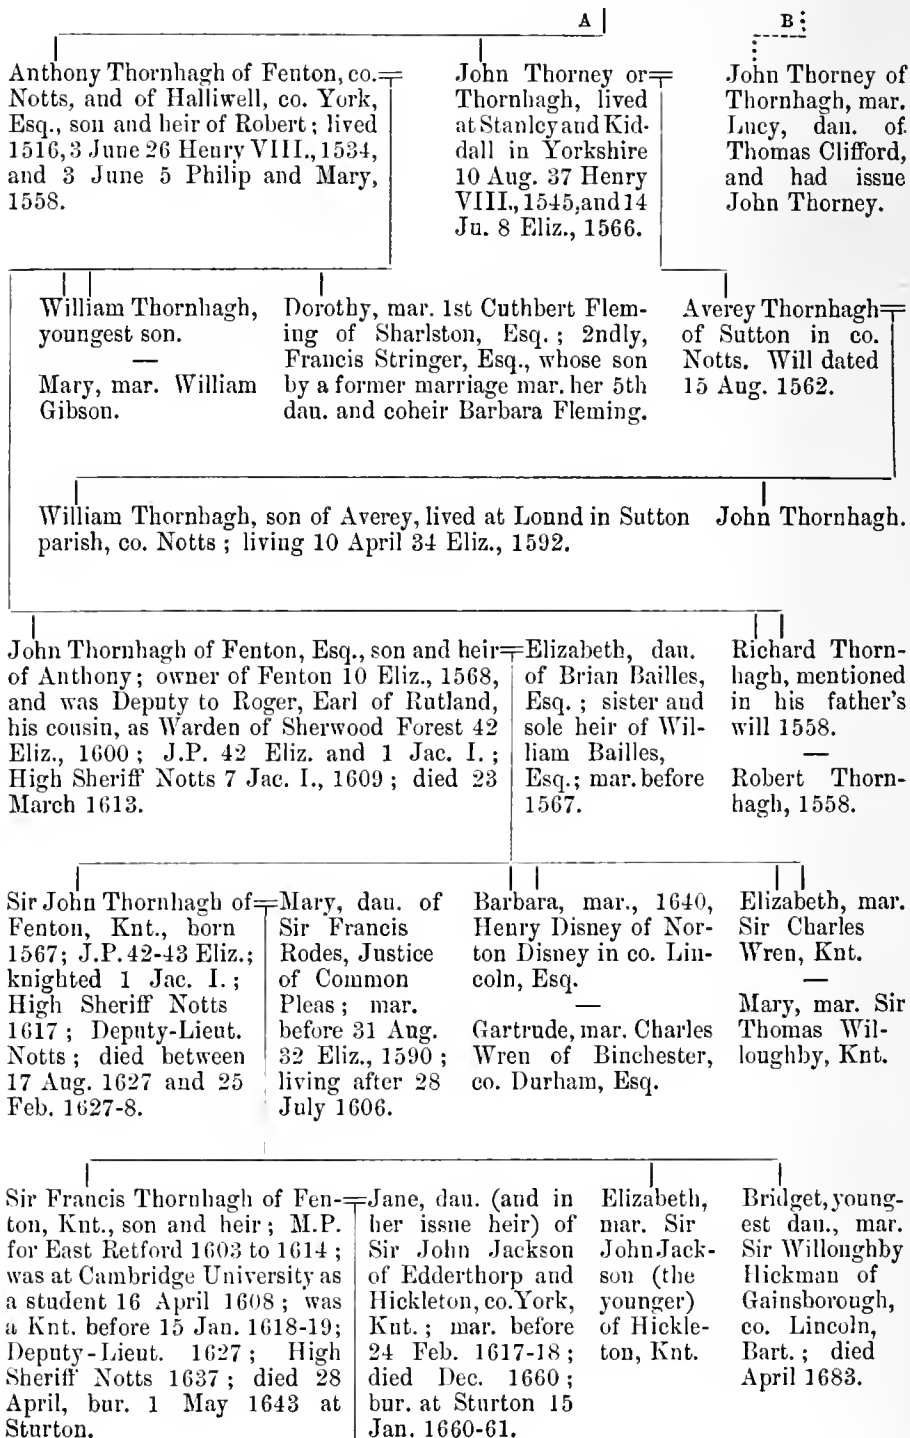 A B
Anthony Thornhagh of Fenton, co.
Notts, and of Halliwell, co. York,
Esq., son and heir of Robert; lived
1516, 3 June 26 Henry VIII., 1534,
and 3 June 5 Philip and Mary,
1558.
John Thorney or
Thornhagh, lived
at Stanley and Kid-
dall in Yorkshire
10 Aug. 37 Henry
VIII., 1545, and 14
Ju. 8 Eliz., 1566.
John Thorney of
Thornhagh, mar.
Lucy, dau. of
Thomas Clifford,
and had issue
John Thorney.
William Thornhagh,
youngest son.
—
Mary, mar. William
Gibson.
Dorothy, mar. 1st Cuthbert Flem-
ing of Sharlston, Esq.; 2ndly,
Francis Stringer, Esq., whose son
by a former marriage mar. her 5th
dau. and coheir Barbara Fleming.
Averey Thornhagh
of Sutton in co.
Notts. Will dated
15 Aug. 1562.
William Thornhagh, son of Averey, lived at Lound in Sutton
parish, co. Notts; living 10 April 34 Eliz., 1592.
John Thornhagh.
John Thornhagh of Fenton, Esq., son and heir
of Anthony; owner of Fenton 10 Eliz., 1568,
and was Deputy to Roger, Earl of Rutland,
his cousin, as Warden of Sherwood Forest 42
Eliz., 1600; J.P. 42 Eliz. and 1 Jac. I.;
High Sheriff Notts 7 Jac. I., 1609; died 23
March 1613.
Elizabeth, dau.
of Brian Bailles,
Esq.; sister and
sole heir of Wil-
liam Bailles,
Esq.; mar. before
1567.
Richard Thorn-
hagh, mentioned
in his father's
will 1558.
—
Robert Thorn-
hagh, 1558.
Sir John Thornhagh of
Fenton, Knt., born
1567; J.P. 42-43 Eliz.;
knighted 1 Jac. I.;
High Sheriff Notts
1617; Deputy-Lieut.
Notts; died between
17 Aug. 1627 and 25
Feb. 1627-8.
Mary, dau. of
Sir Francis
Rodes, Justice
of Common
Pleas; mar.
before 31 Aug.
32 Eliz., 1590;
living after 28
July 1606.
Barbara, mar., 1640,
Henry Disney of Nor-
ton Disney in co. Lin-
coln, Esq.
—
Gartrude, mar. Charles
Wren of Binchester,
co. Durham, Esq.
Elizabeth, mar.
Sir Charles
Wren, Knt.
—
Mary, mar. Sir
Thomas Wil-
loughby, Knt.
Sir Francis Thornhagh of Fen-
ton, Knt., son and heir; M.P.
for East Retford 1603 to 1614;
was at Cambridge University as
a student 16 April 1608; was
a Knt. before 15 Jan. 1618-19;
Deputy-Lieut. 1627; High
Sheriff Notts 1637; died 28
April, bur. 1 May 1643 at
Sturton.
Jane, dau. (and in
her issue heir) of
Sir John Jackson
of Edderthorp and
Hickleton, co. York,
Knt.; mar. before
24 Feb. 1617-18;
died Dec. 1660;
bur. at Sturton 15
Jan. 1660-61.
Elizabeth,
mar. Sir
John Jack-
son (the
younger)
of Hickle-
ton, Knt.
Bridget, young-
est dau., mar.
Sir Willoughby
Hickman of
Gainsborough,
co. Lincoln,
Bart.; died
April 1683.